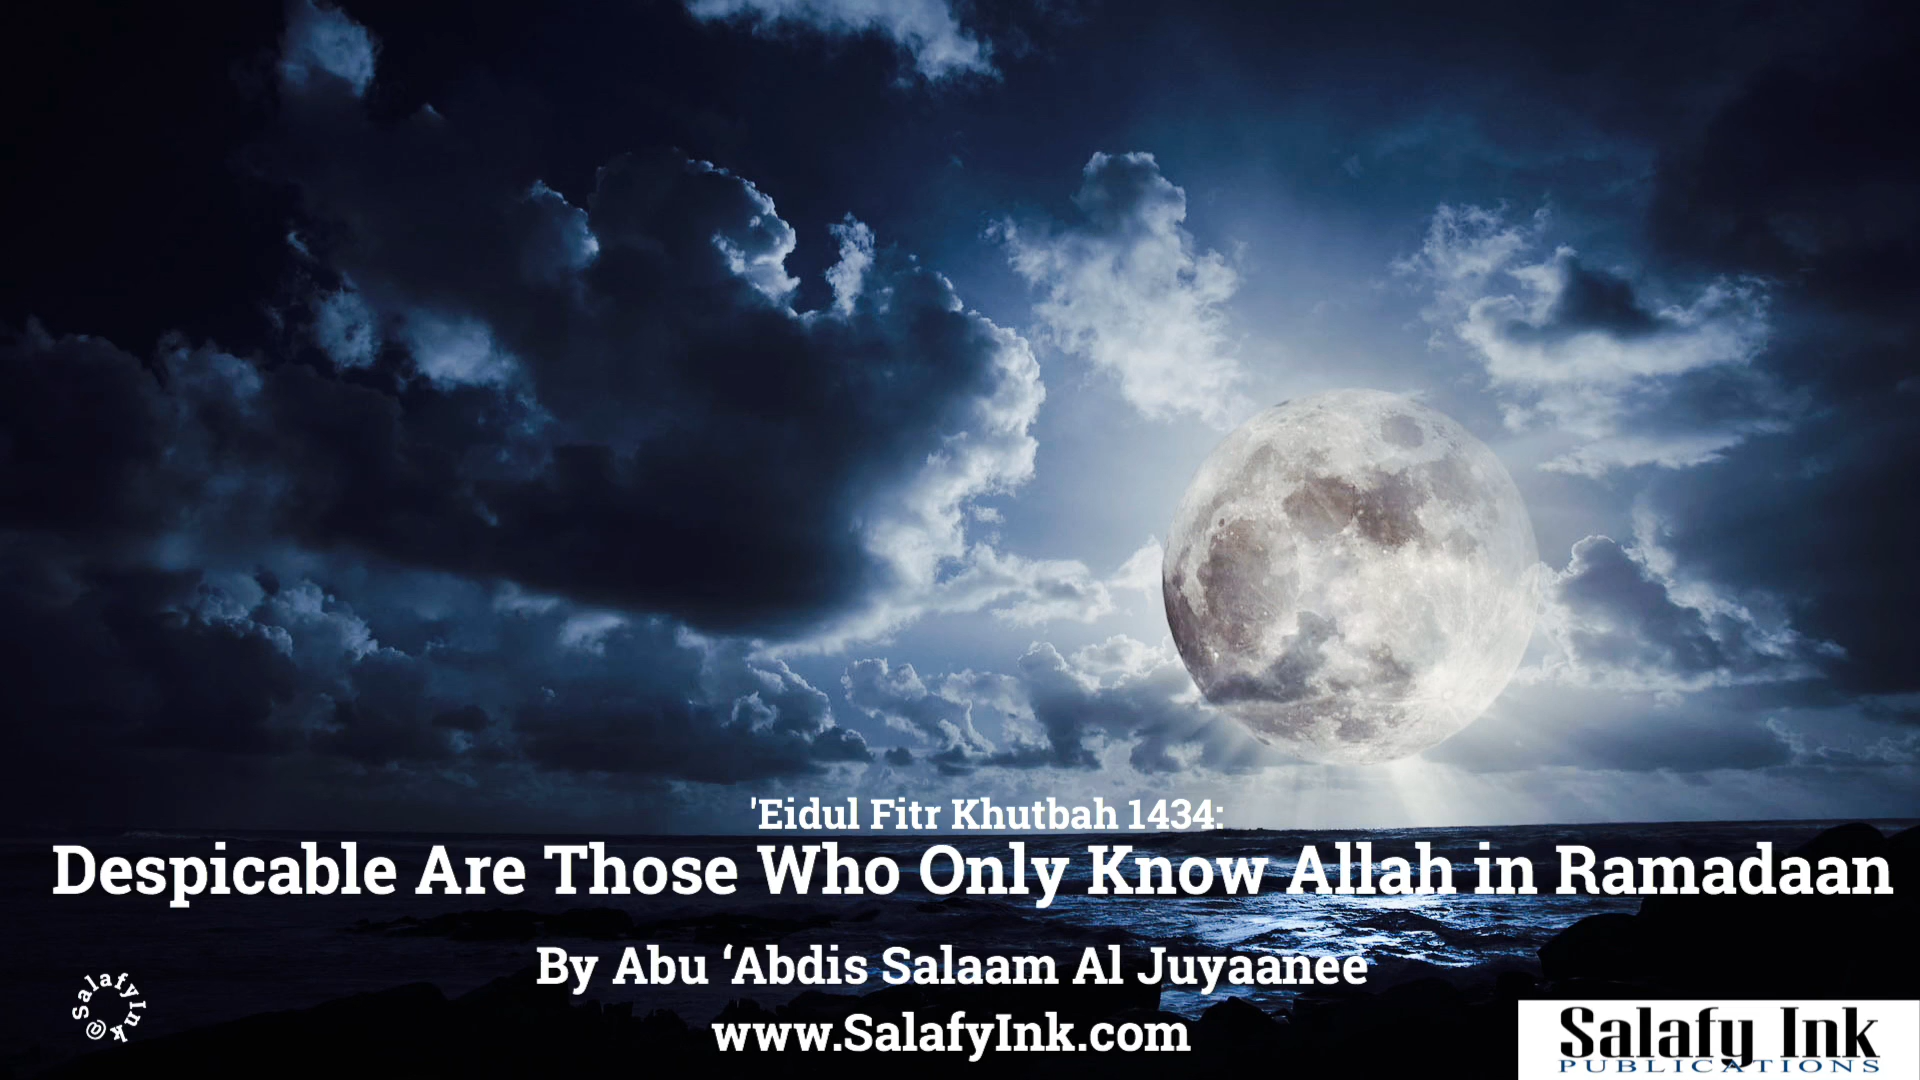 'Eidul Fitr Khutbah 1434:
Despicable Are Those Who Only Know Allah in Ramadaan
By Abu ‘Abdis Salaam Al Juyaanee
www.SalafyInk.com
@SalafyInk
Salafy Ink
PUBLICATIONS